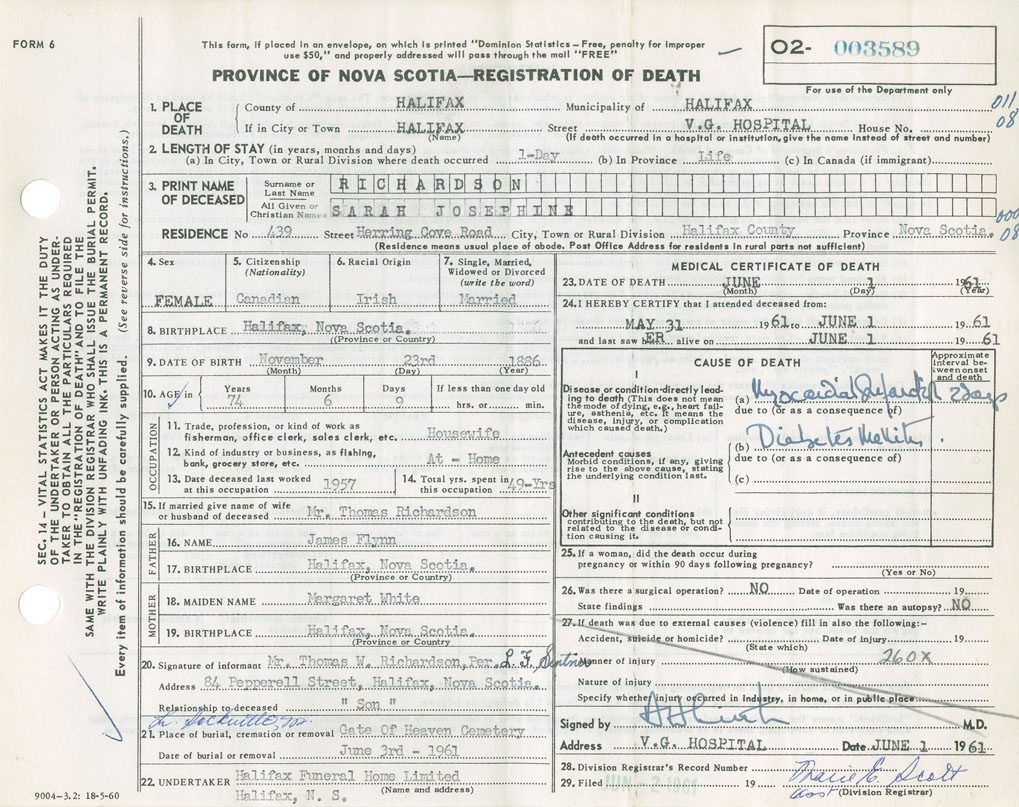 FORM 6
This form, if placed in an envelope, on which is printed "Dominion Statistics – Free, penalty for improper
use $50," and properly addressed will pass through the mail "FREE"
PROVINCE OF NOVA SCOTIA—REGISTRATION OF DEATH
O2- 003589
For use of the Department only
SEC. 14 – VITAL STATISTICS ACT MAKES IT THE DUTY
OF THE UNDERTAKER OR PERSON ACTING AS UNDER-
TAKER TO OBTAIN ALL THE PARTICULARS REQUIRED
IN THE "REGISTRATION OF DEATH" AND TO FILE THE
SAME WITH THE DIVISION REGISTRAR WHO SHALL ISSUE THE BURIAL PERMIT.
WRITE PLAINLY WITH UNFADING INK. THIS IS A PERMANENT RECORD.
Every item of information should be carefully supplied. (See reverse side for instructions.)
1. PLACE OF DEATH
County of HALIFAX Municipality of HALIFAX
011
08
If in City or Town HALIFAX Street V.G. HOSPITAL House No.
(Name) (If death occurred in a hospital or institution, give the name instead of street and number)
2. LENGTH OF STAY (in years, months and days)
(a) In City, Town or Rural Division where death occurred 1-Day (b) In Province Life (c) In Canada (if immigrant)
3. PRINT NAME OF DECEASED
Surname or Last Name RICHARDSON
All Given or Christian Names SARAH JOSEPHINE
000
08
RESIDENCE No 439 Street Herring Cove Road City, Town or Rural Division Halifax County Province Nova Scotia.
(Residence means usual place of abode. Post Office Address for residents in rural parts not sufficient)
4. Sex
FEMALE
5. Citizenship
(Nationality)
Canadian
6. Racial Origin
Irish
7. Single, Married,
Widowed or Divorced
(write the word)
Married
8. BIRTHPLACE Halifax, Nova Scotia.
(Province or Country)
9. DATE OF BIRTH November 23rd 1886
(Month) (Day) (Year)
10. AGE in Years 74 Months 6 Days 9 If less than one day old
hrs. or min.
OCCUPATION
11. Trade, profession, or kind of work as
fisherman, office clerk, sales clerk, etc. Housewife
12. Kind of industry or business, as fishing,
bank, grocery store, etc. At - Home
13. Date deceased last worked
at this occupation 1957
14. Total yrs. spent in
this occupation 49-Yrs
15. If married give name of wife
or husband of deceased Mr. Thomas Richardson
FATHER
16. NAME James Flynn
17. BIRTHPLACE Halifax, Nova Scotia.
(Province or Country)
MOTHER
18. MAIDEN NAME Margaret White
19. BIRTHPLACE Halifax, Nova Scotia.
(Province or Country
20. Signature of informant Mr. Thomas W. Richardson, Per. L. F.
Address 84 Pepperell Street, Halifax, Nova Scotia.
Relationship to deceased " Son "
Lr. Sackville, N.S.
21. Place of burial, cremation or removal Gate Of Heaven Cemetery
Date of burial or removal June 3rd - 1961
22. UNDERTAKER Halifax Funeral Home Limited
Halifax, N. S. (Name and address)
9004-3.2: 18-5-60
MEDICAL CERTIFICATE OF DEATH
23. DATE OF DEATH JUNE 1 1961
(Month) (Day) (Year)
24. I HEREBY CERTIFY that I attended deceased from:
MAY 31 1961 to JUNE 1 1961
and last saw hER alive on JUNE 1 1961
CAUSE OF DEATH
Approximate
interval be-
tween onset
and death
I
Disease or condition directly lead-
ing to death (This does not mean
the mode of dying, e.g., heart fail-
ure, asthenia, etc. It means the
disease, injury, or complication
which caused death.)
(a) Myocardial Infarction 2 days
due to (or as a consequence of)
Antecedent causes
Morbid conditions, if any, giving
rise to the above cause, stating
the underlying condition last.
(b) Diabetes Mellitus.
due to (or as a consequence of)
(c)
II
Other significant conditions
contributing to the death, but not
related to the disease or condi-
tion causing it.
25. If a woman, did the death occur during
pregnancy or within 90 days following pregnancy?
(Yes or No)
26. Was there a surgical operation? NO Date of operation 19
State findings Was there an autopsy? NO
27. If death was due to external causes (violence) fill in also the following:-
Accident, suicide or homicide? Date of injury 19
(State which)
Manner of injury 260X
(How sustained)
Nature of injury
Specify whether injury occurred in industry, in home, or in public place
Signed by M.D.
Address V.G. HOSPITAL Date JUNE 1 1961
28. Division Registrar's Record Number
29. Filed JUN - 2 1961 19 Marie E. Scott
Asst (Division Registrar)